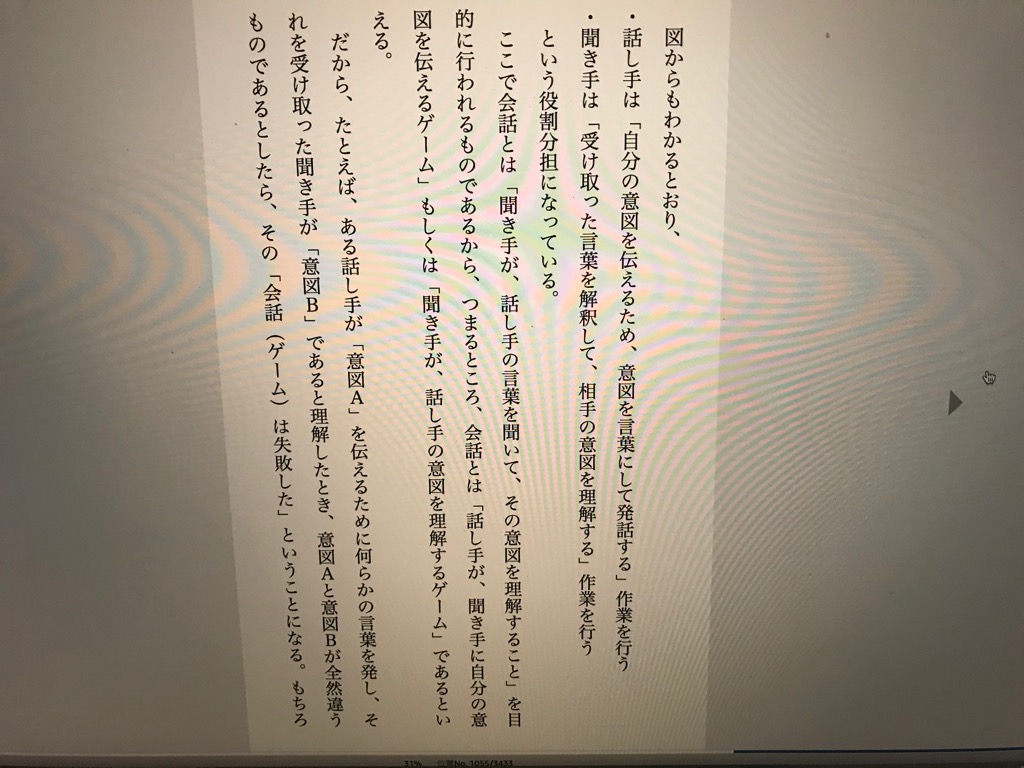 図からもわかるとおり、
・話し手は「自分の意図を伝えるため、意図を言葉にして発話する」作業を行う
・聞き手は「受け取った言葉を解釈して、相手の意図を理解する」作業を行う
という役割分担になっている。
ここで会話とは「聞き手が、話し手の言葉を聞いて、その意図を理解すること」を目
的に行われるものであるから、つまるところ、会話とは「話し手が、聞き手に自分の意
図を伝えるゲーム」もしくは「聞き手が、話し手の意図を理解するゲーム」であるとい
える。
だから、たとえば、ある話し手が「意図A」を伝えるために何らかの言葉を発し、そ
れを受け取った聞き手が「意図B」であると理解したとき、意図Aと意図Bが全然違う
ものであるとしたら、その「会話（ゲーム）は失敗した」ということになる。もちろ
31% 位置No. 1055/3433